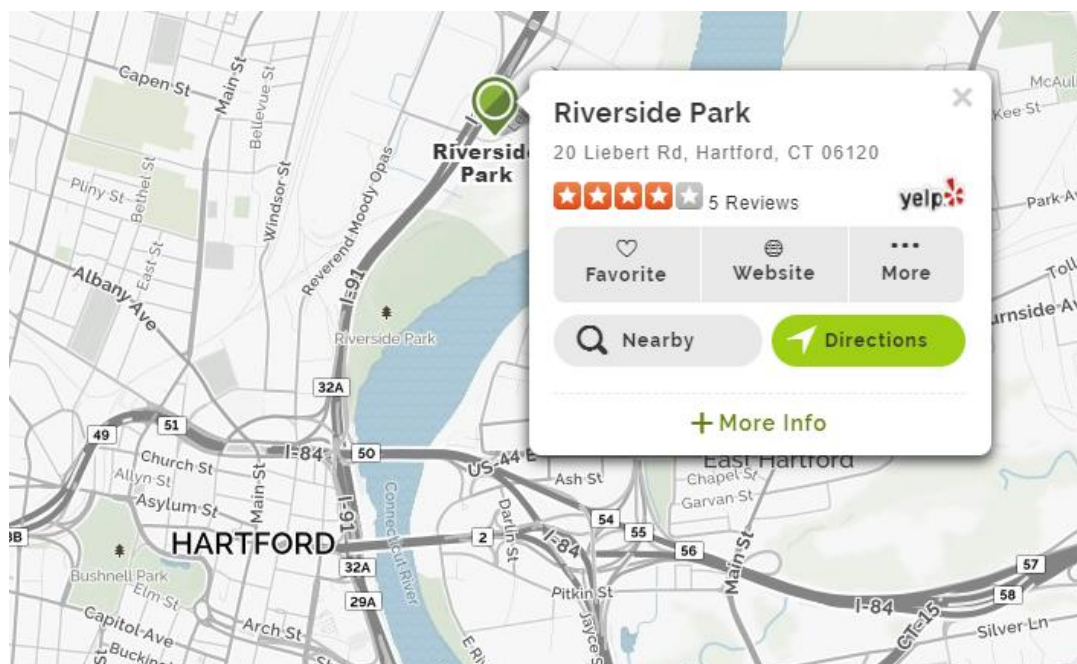 Capen St
Main St
Bellevue St
Pliny St
Bethel St
Windsor St
East St
Albany Ave
Reverend Moody Opas
I-91
Riverside Park
32A
Riverside
Park
Riverside Park
20 Liebert Rd, Hartford, CT 06120
5 Reviews
yelp
Favorite
Website
More
Nearby
Directions
+ More Info
McAul
Kee St
Park Av
Toll
urnside Av
49
51
I-84
50
US-44 E
East Hartford
Church St
Allyn St
Asylum St
Main St
I-91
Connecticut River
Ash St
Chapel St
Garvan St
Darlin St
54
55
56
HARTFORD
2
I-84
3B
Bushnell Park
Elm St
32A
29A
Pitkin St
Main St
57
58
I-84
CT-15
Silver Ln
Capitol Ave
Arch St
Buckin
St
E Riv
Jayce S